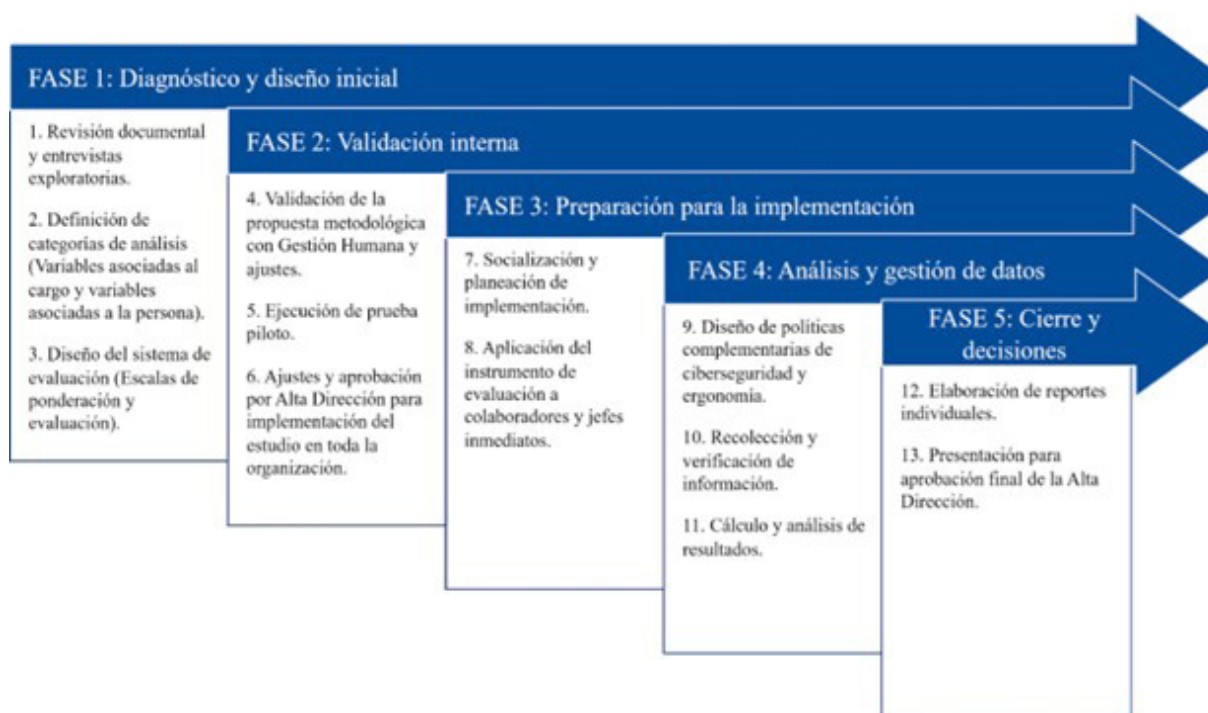 FASE 1: Diagnóstico y diseño inicial
1. Revisión documental
y entrevistas
exploratorias.
2. Definición de
categorías de análisis
(Variables asociadas al
cargo y variables
asociadas a la persona).
3. Diseño del sistema de
evaluación (Escalas de
ponderación y
evaluación).
FASE 2: Validación interna
4. Validación de la
propuesta metodológica
con Gestión Humana y
ajustes.
5. Ejecución de prueba
piloto.
6. Ajustes y aprobación
por Alta Dirección para
implementación del
estudio en toda la
organización.
FASE 3: Preparación para la implementación
7. Socialización y
planeación de
implementación.
8. Aplicación del
instrumento de
evaluación a
colaboradores y jefes
inmediatos.
FASE 4: Análisis y gestión de datos
9. Diseño de políticas
complementarias de
ciberseguridad y
ergonomía.
10. Recolección y
verificación de
información.
11. Cálculo y análisis de
resultados.
FASE 5: Cierre y
decisiones
12. Elaboración de reportes
individuales.
13. Presentación para
aprobación final de la Alta
Dirección.